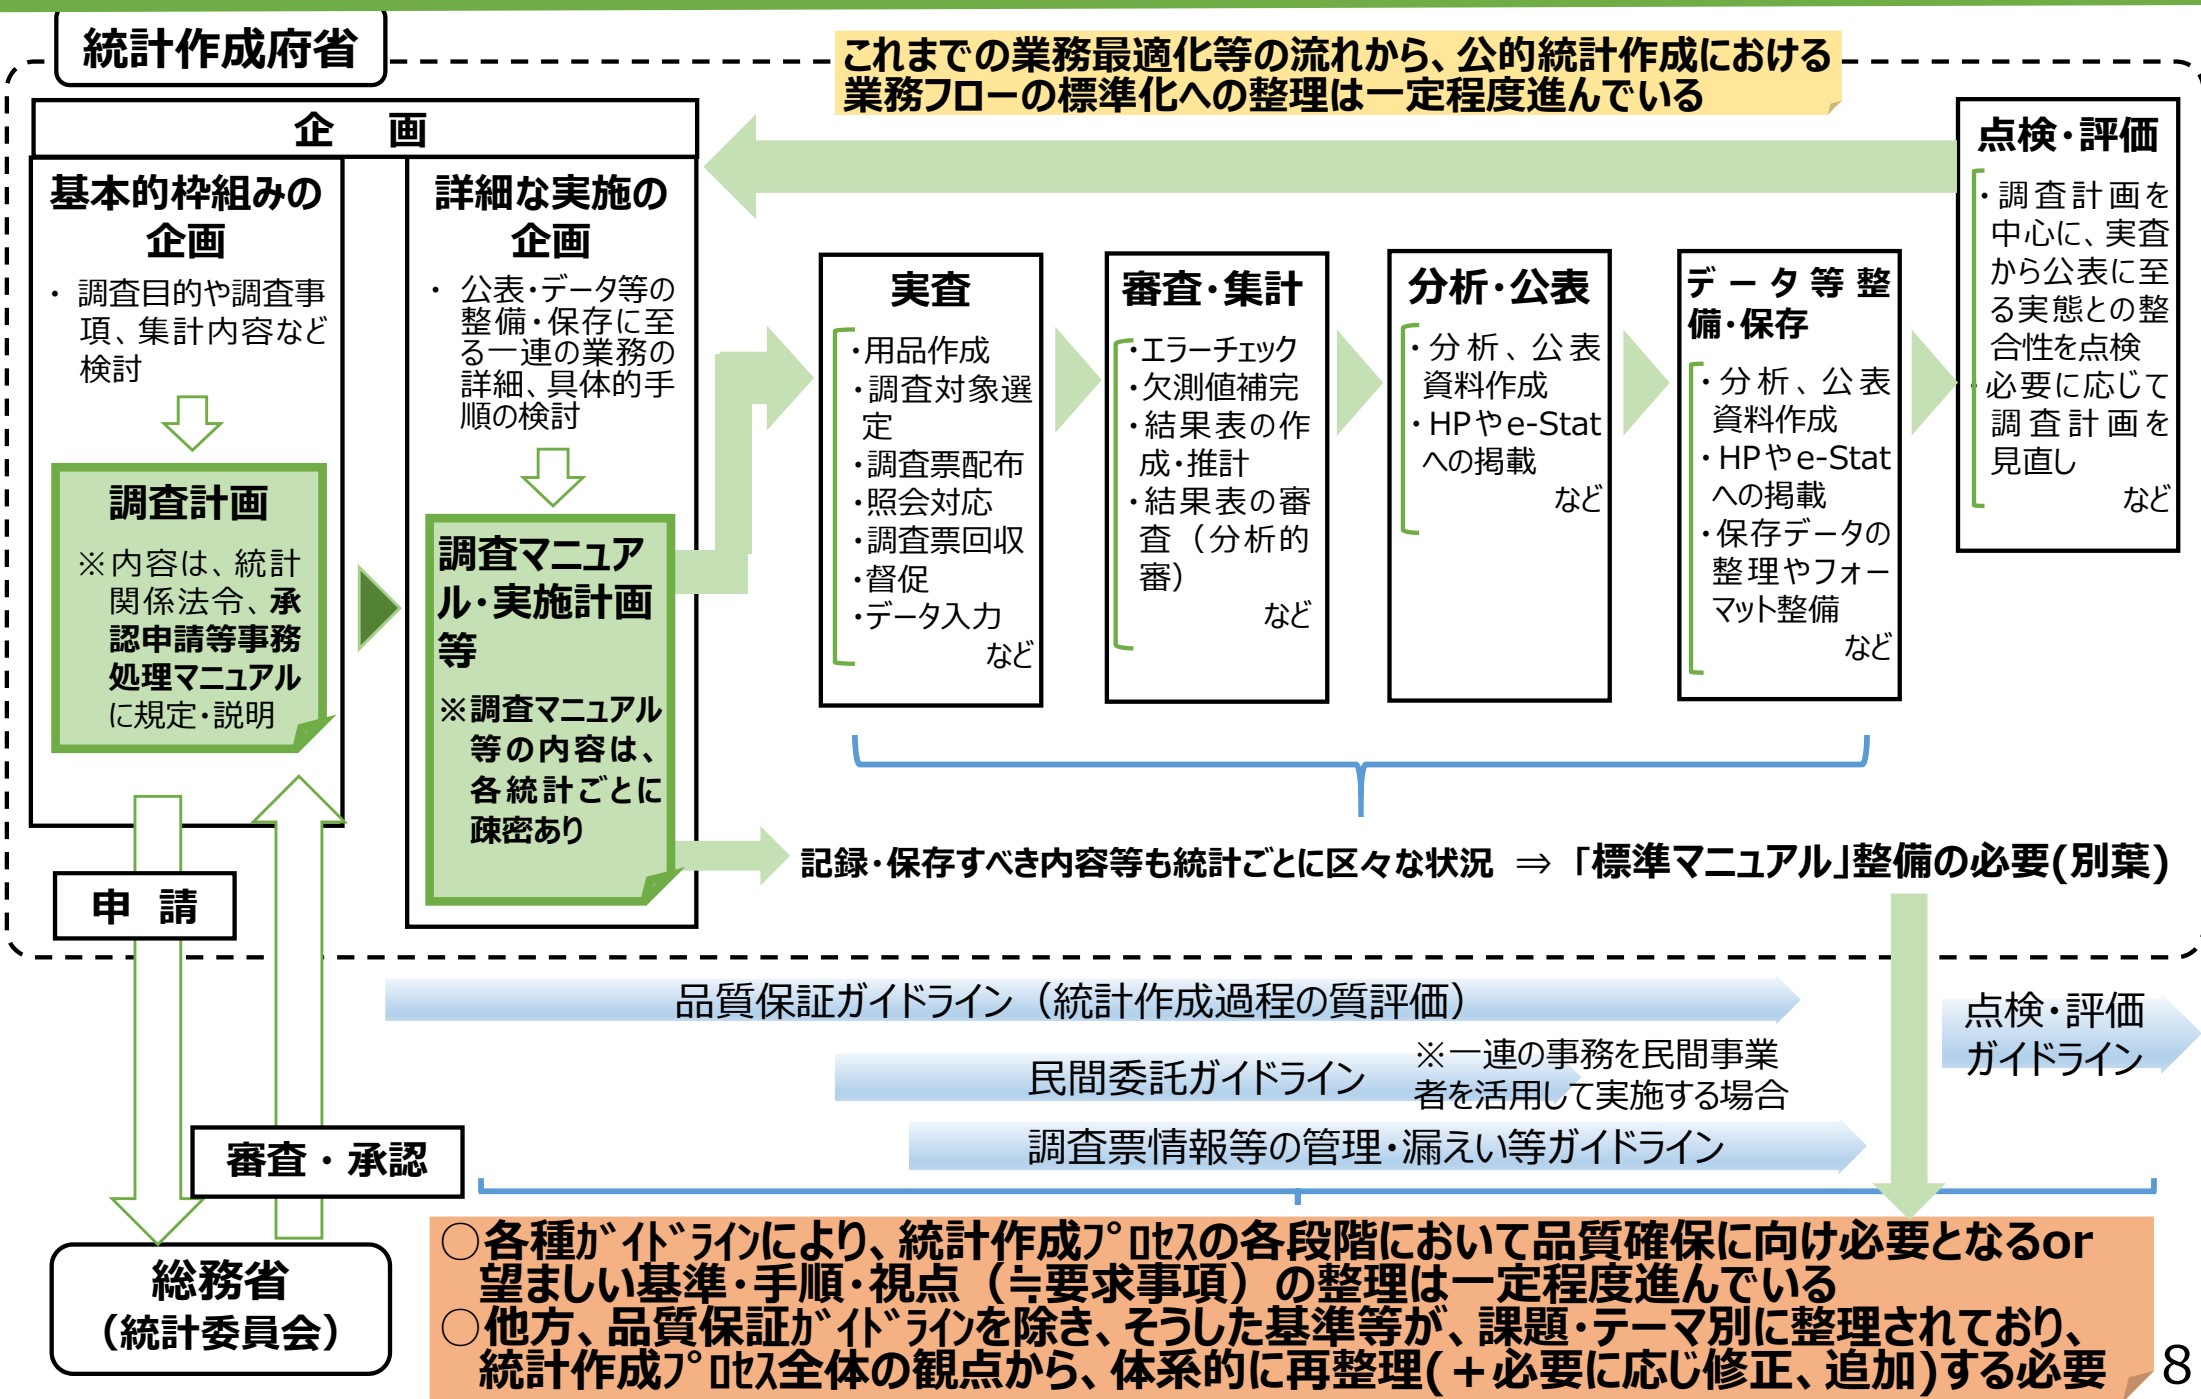 統計作成府省
これまでの業務最適化等の流れから、公的統計作成における
業務フローの標準化への整理は一定程度進んでいる
企　画
基本的枠組みの
企画
・ 調査目的や調査事
項、集計内容など
検討
調査計画
※内容は、統計
関係法令、承
認申請等事務
処理マニュアル
に規定・説明
詳細な実施の
企画
・ 公表・データ等の
整備・保存に至
る一連の業務の
詳細、具体的手
順の検討
調査マニュア
ル・実施計画
等
※調査マニュアル
等の内容は、
各統計ごとに
疎密あり
実査
・用品作成
・調査対象選
定
・調査票配布
・照会対応
・調査票回収
・督促
・データ入力
など
審査・集計
・エラーチェック
・欠測値補完
・結果表の作
成・推計
・結果表の審
査（分析的
審）
など
分析・公表
・分析、公表
資料作成
・HPやe-Stat
への掲載
など
データ等整
備・保存
・分析、公表
資料作成
・HPやe-Stat
への掲載
・保存データの
整理やフォー
マット整備
など
点検・評価
・調査計画を
中心に、実査
から公表に至
る実態との整
合性を点検
・必要に応じて
調査計画を
見直し
など
記録・保存すべき内容等も統計ごとに区々な状況 ⇒ 「標準マニュアル」整備の必要(別葉)
申　請
審査・承認
総務省
（統計委員会）
品質保証ガイドライン（統計作成過程の質評価）
民間委託ガイドライン
※一連の事務を民間事業
者を活用して実施する場合
調査票情報等の管理・漏えい等ガイドライン
点検・評価
ガイドライン
○各種ｶﾞｲﾄﾞﾗｲﾝにより、統計作成ﾌﾟﾛｾｽの各段階において品質確保に向け必要となるor
望ましい基準・手順・視点（≒要求事項）の整理は一定程度進んでいる
○他方、品質保証ｶﾞｲﾄﾞﾗｲﾝを除き、そうした基準等が、課題・テーマ別に整理されており、
統計作成ﾌﾟﾛｾｽ全体の観点から、体系的に再整理(＋必要に応じ修正、追加)する必要
8